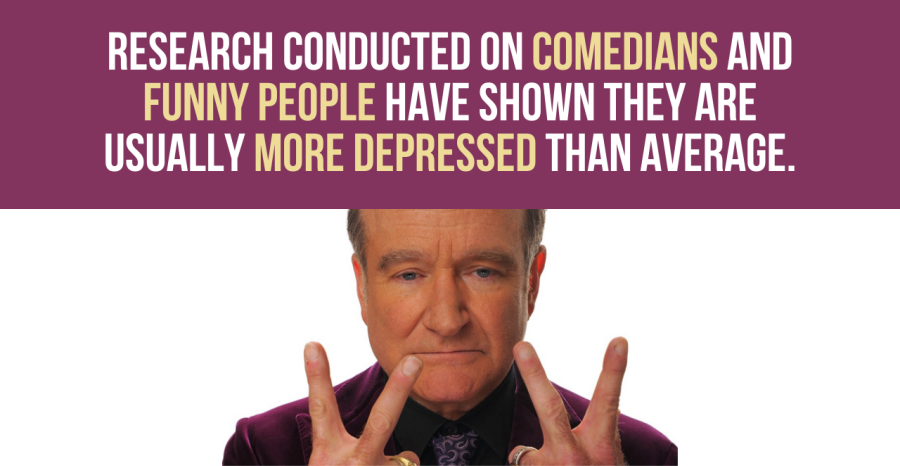 RESEARCH CONDUCTED ON COMEDIANS AND
FUNNY PEOPLE HAVE SHOWN THEY ARE
USUALLY MORE DEPRESSED THAN AVERAGE.